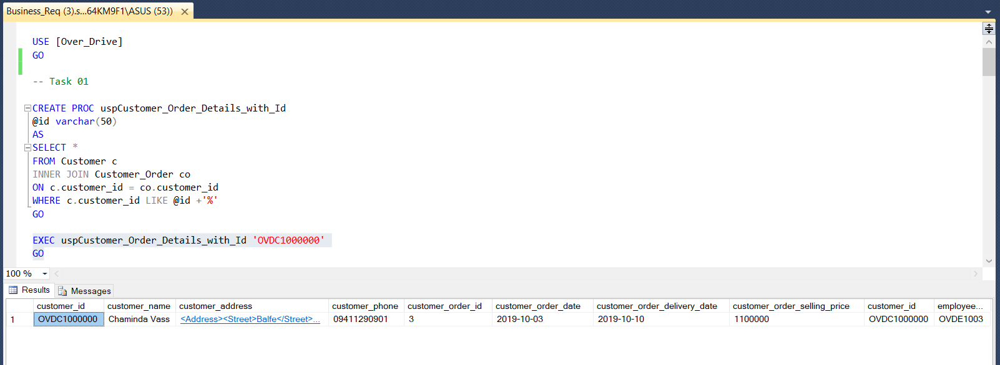 Business_Req (3).s...64KM9F1\ASUS (53))
USE [Over_Drive]
GO
-- Task 01
CREATE PROC uspCustomer_Order_Details_with_Id
@id varchar(50)
AS
SELECT *
FROM Customer c
INNER JOIN Customer_Order co
ON c.customer_id = co.customer_id
WHERE c.customer_id LIKE @id +'%'
GO
EXEC uspCustomer_Order_Details_with_Id 'OVDC1000000'
GO
100 %
Results Messages
customer_id customer_name customer_address customer_phone customer_order_id customer_order_date customer_order_delivery_date customer_order_selling_price customer_id employee...
1 OVDC1000000 Chaminda Vass <Address><Street>Balfe</Street>... 09411290901 3 2019-10-03 2019-10-10 1100000 OVDC1000000 OVDE1003